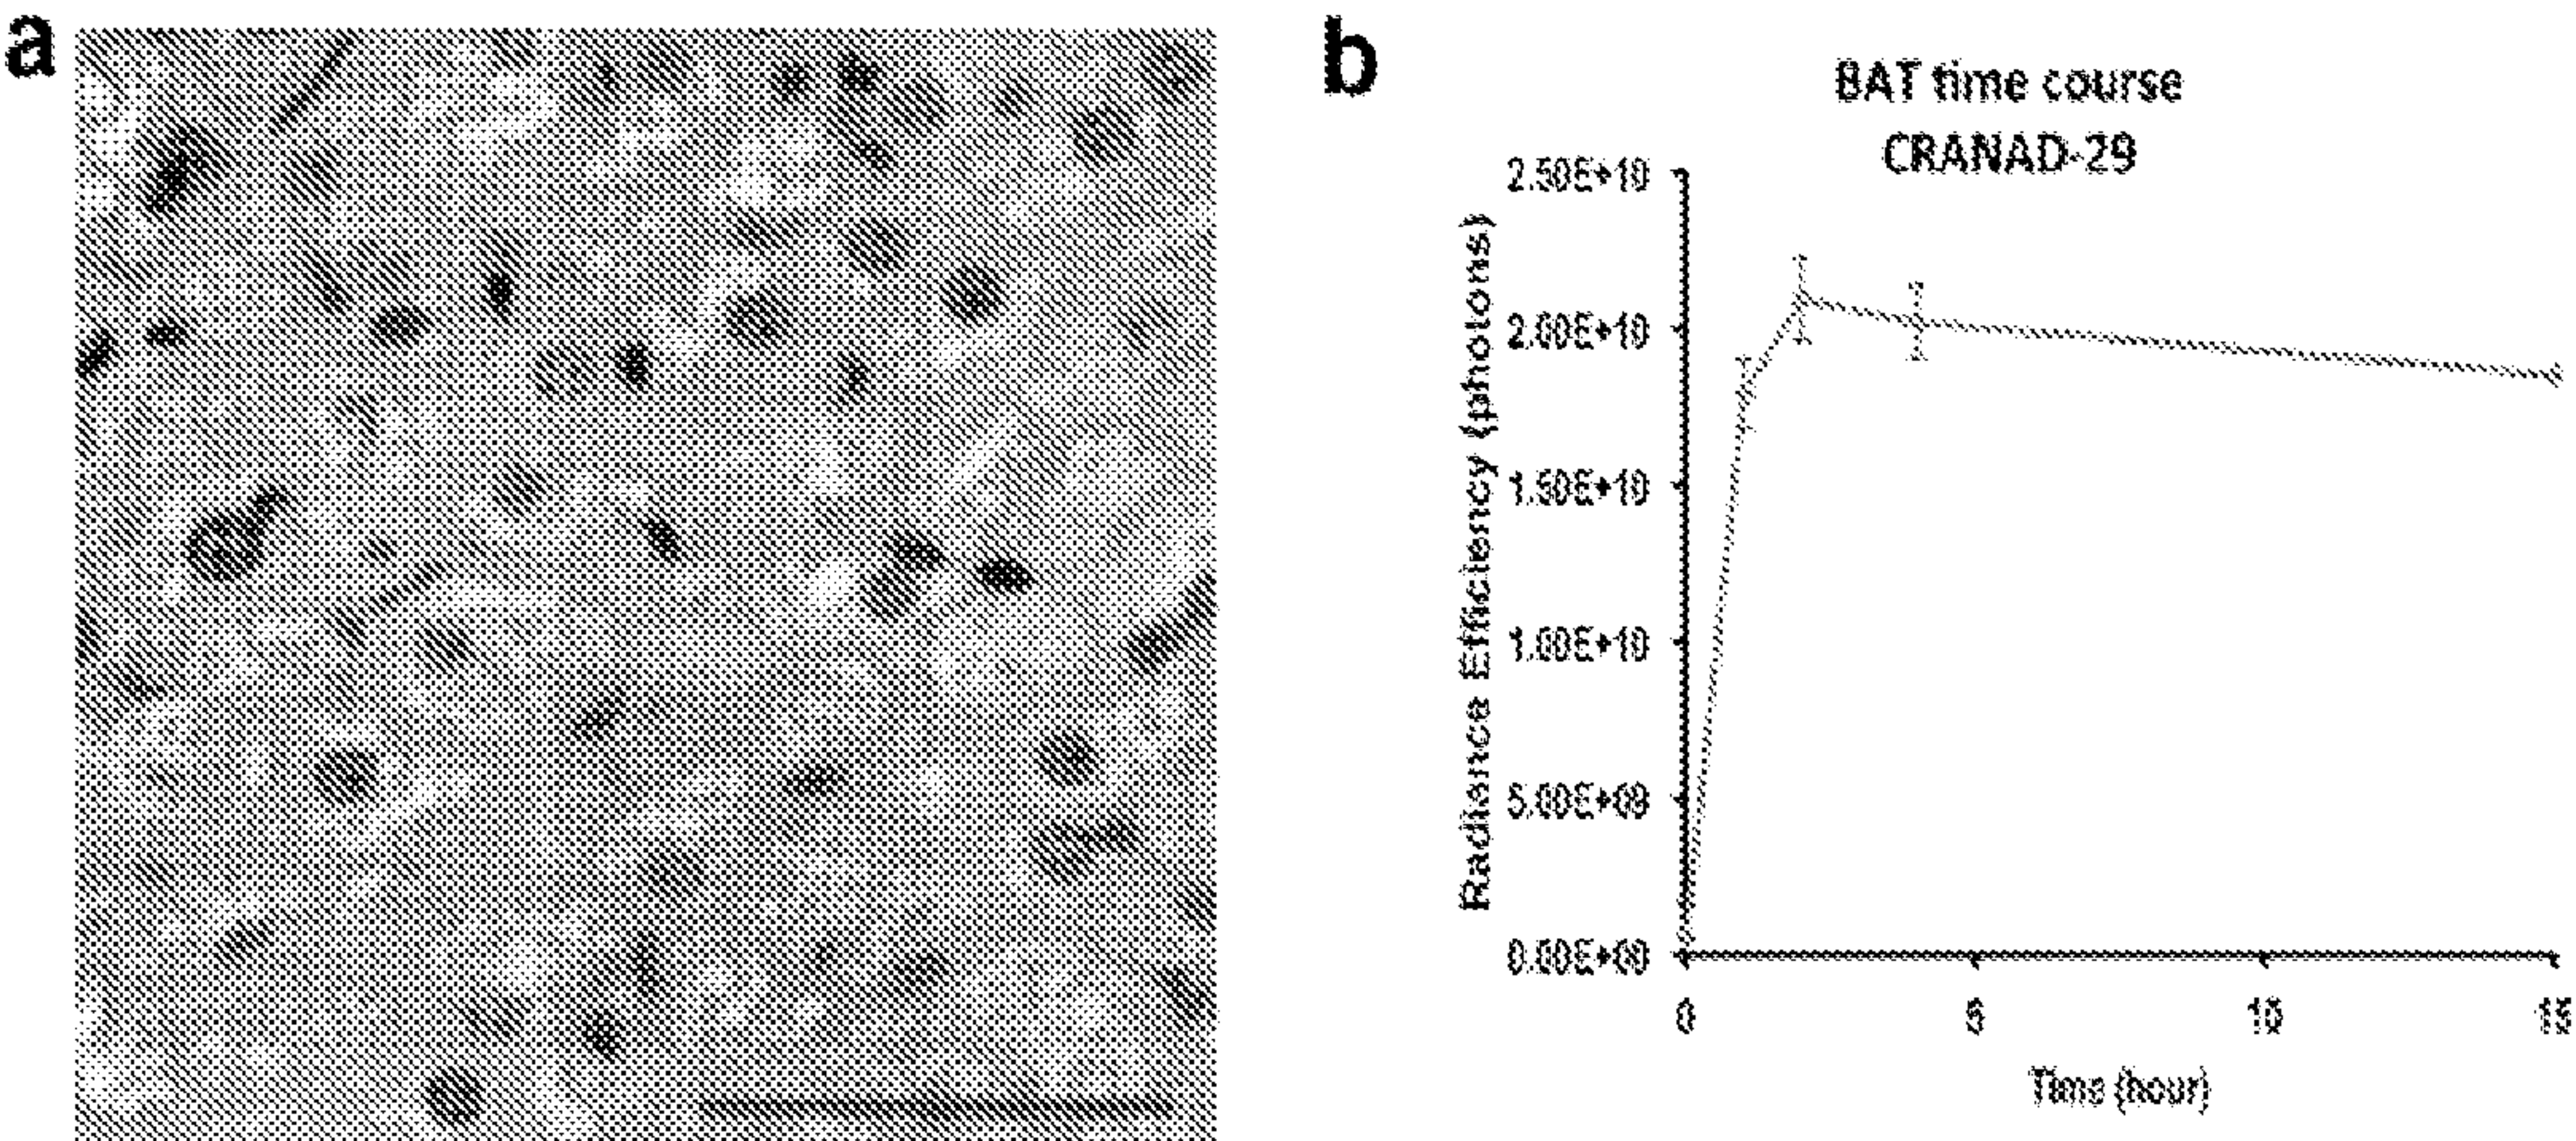 a
b
BAT time course
CRANAD-29
2.50E+10
2.00E+10
1.50E+10
1.00E+10
5.00E+09
0.00E+00
Radience Efficiency (photons)
0
5
10
15
Time (hour)